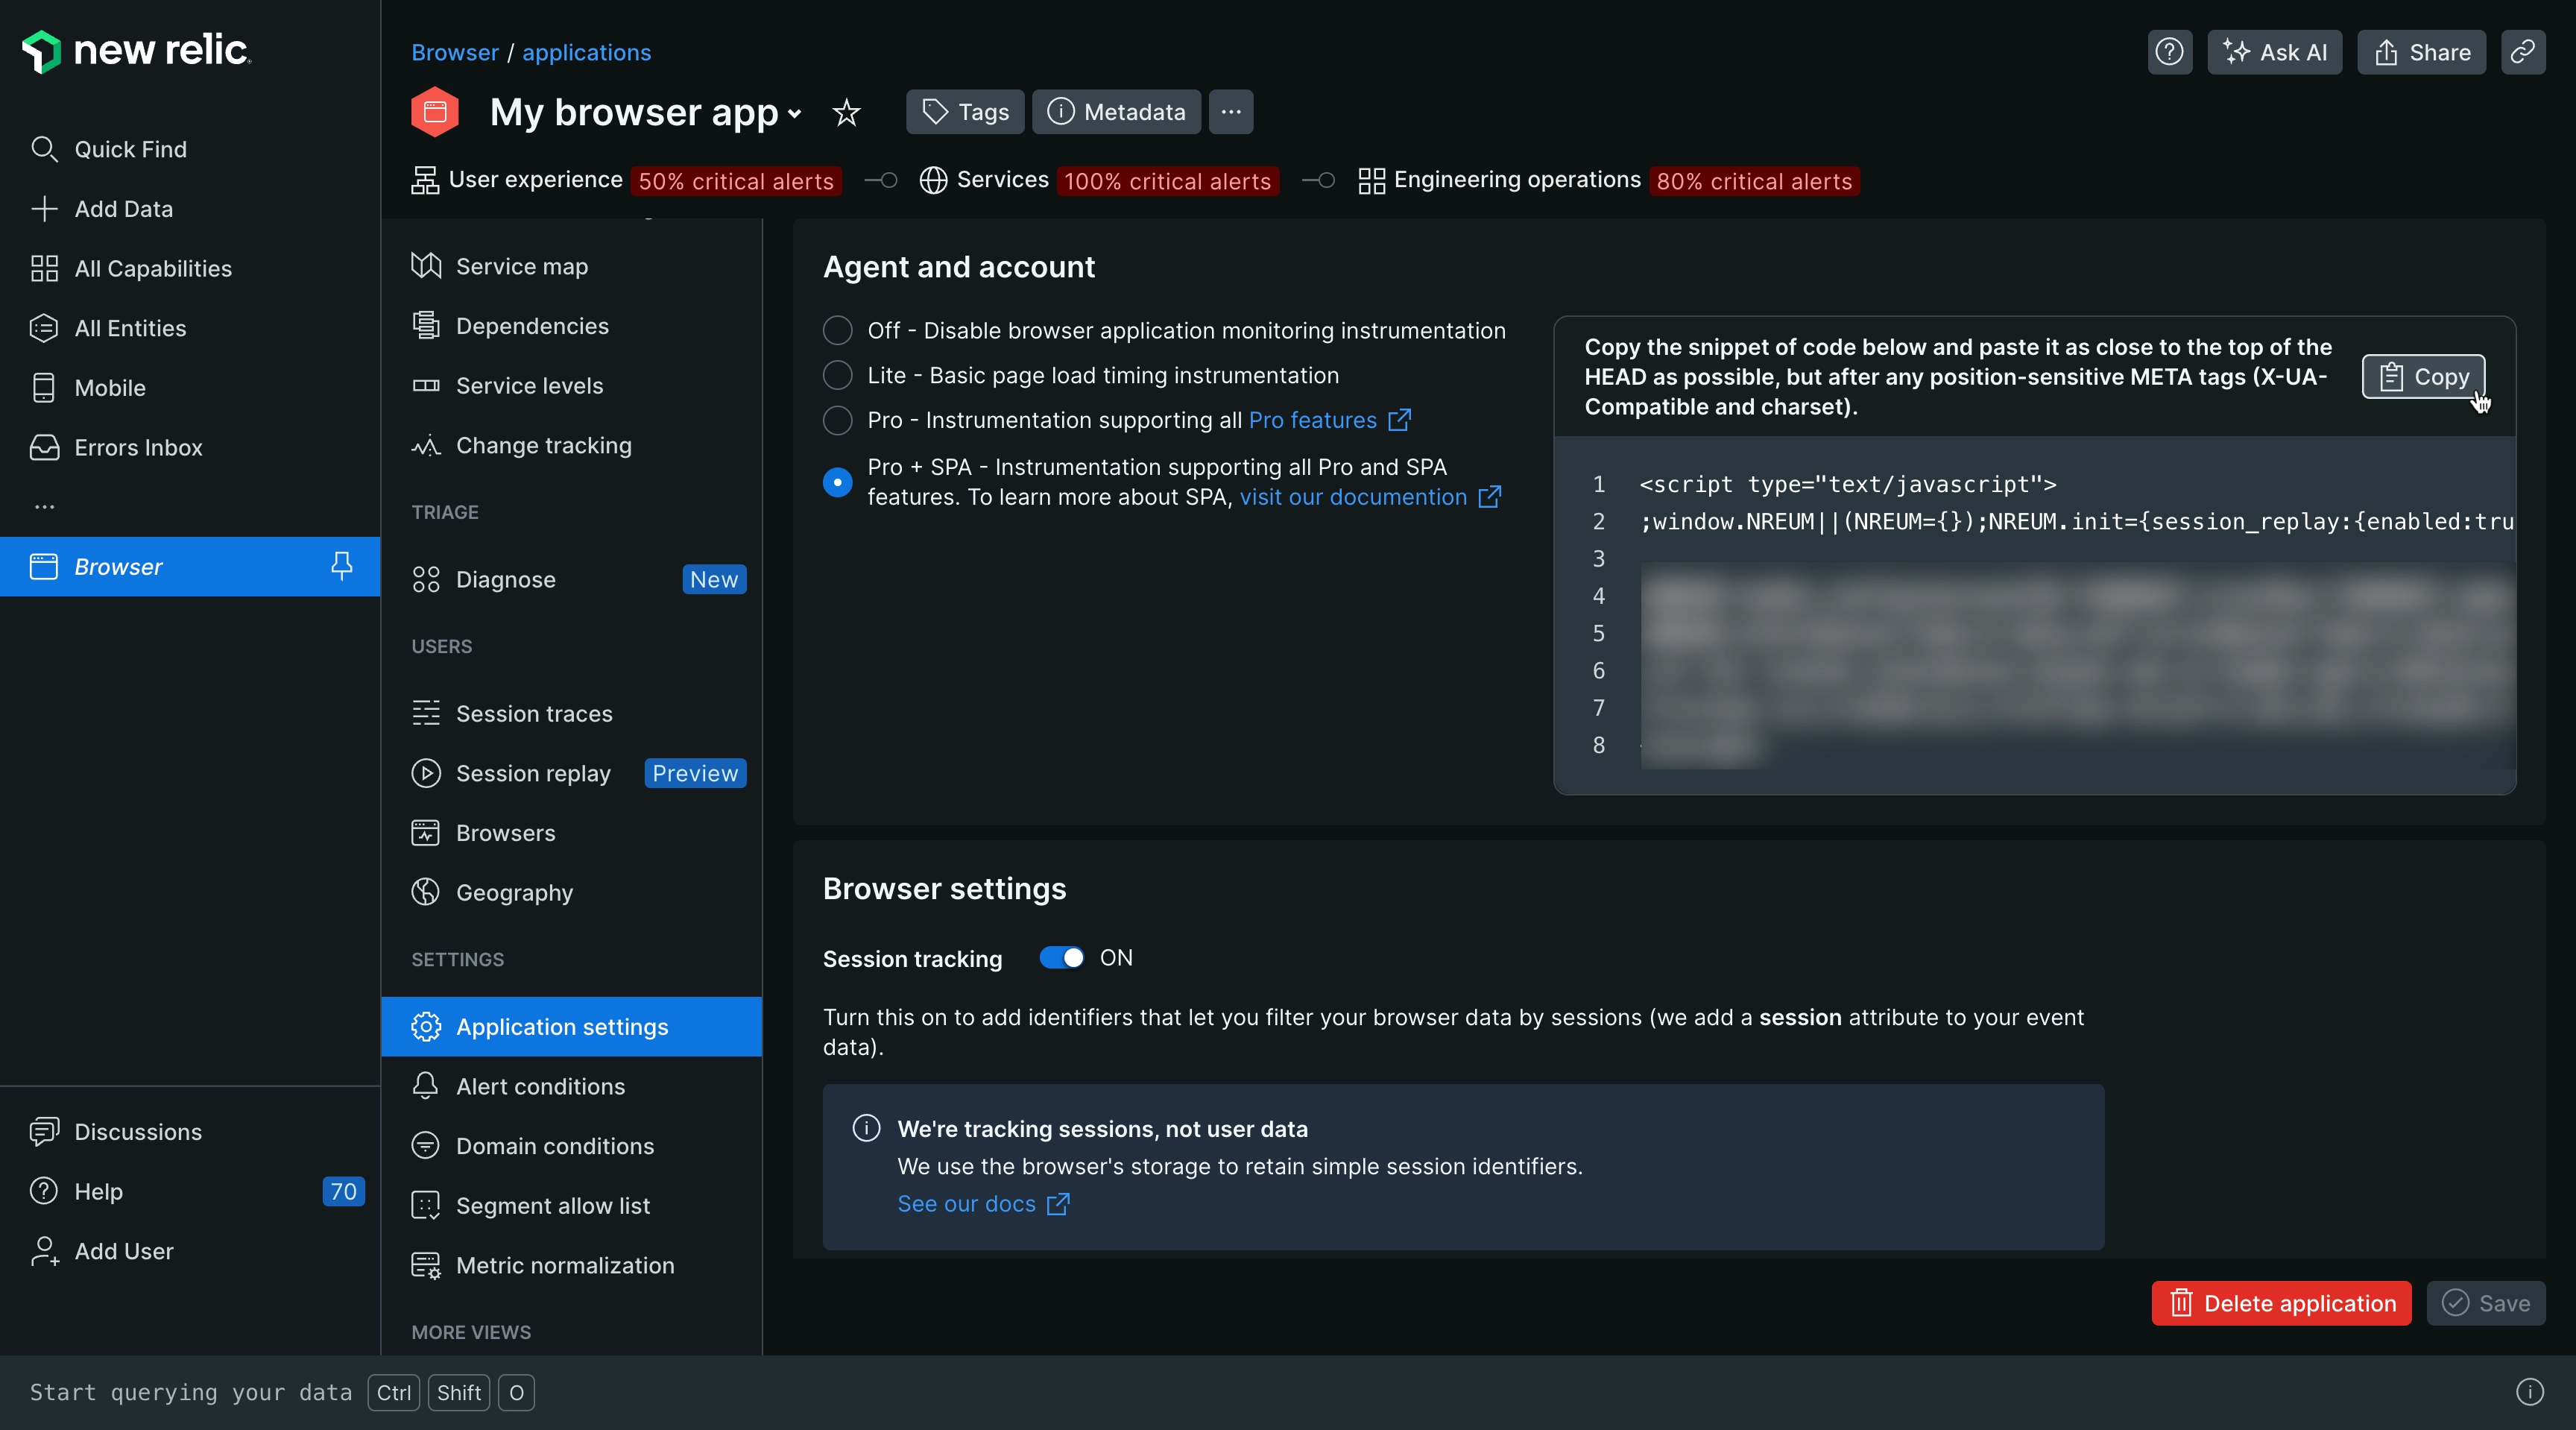 new relic.
Quick Find
Add Data
All Capabilities
All Entities
Mobile
Errors Inbox
...
Browser
Discussions
Help 70
Add User
Browser / applications
? Ask AI Share
My browser app Tags Metadata ...
User experience 50% critical alerts Services 100% critical alerts Engineering operations 80% critical alerts
Service map
Dependencies
Service levels
Change tracking
TRIAGE
Diagnose New
USERS
Session traces
Session replay Preview
Browsers
Geography
SETTINGS
Application settings
Alert conditions
Domain conditions
Segment allow list
Metric normalization
MORE VIEWS
Agent and account
Off - Disable browser application monitoring instrumentation
Lite - Basic page load timing instrumentation
Pro - Instrumentation supporting all Pro features
Pro + SPA - Instrumentation supporting all Pro and SPA
features. To learn more about SPA, visit our documention
Copy the snippet of code below and paste it as close to the top of the
HEAD as possible, but after any position-sensitive META tags (X-UA-
Compatible and charset).
Copy
1 <script type="text/javascript">
2 ;window.NREUM||(NREUM={});NREUM.init={session_replay:{enabled:tru
3
4
5
6
7
8
Browser settings
Session tracking ON
Turn this on to add identifiers that let you filter your browser data by sessions (we add a session attribute to your event
data).
We're tracking sessions, not user data
We use the browser's storage to retain simple session identifiers.
See our docs
Delete application Save
Start querying your data Ctrl Shift O